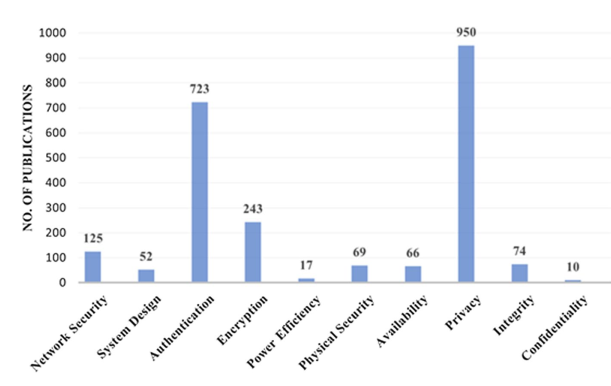 NO. OF PUBLICATIONS
1000
900
800
700
600
500
400
300
200
100
0
125
52
723
243
17
69
66
950
74
10
Network Security
System Design
Authentication
Encryption
Power Efficiency
Physical Security
Availability
Privacy
Integrity
Confidentiality